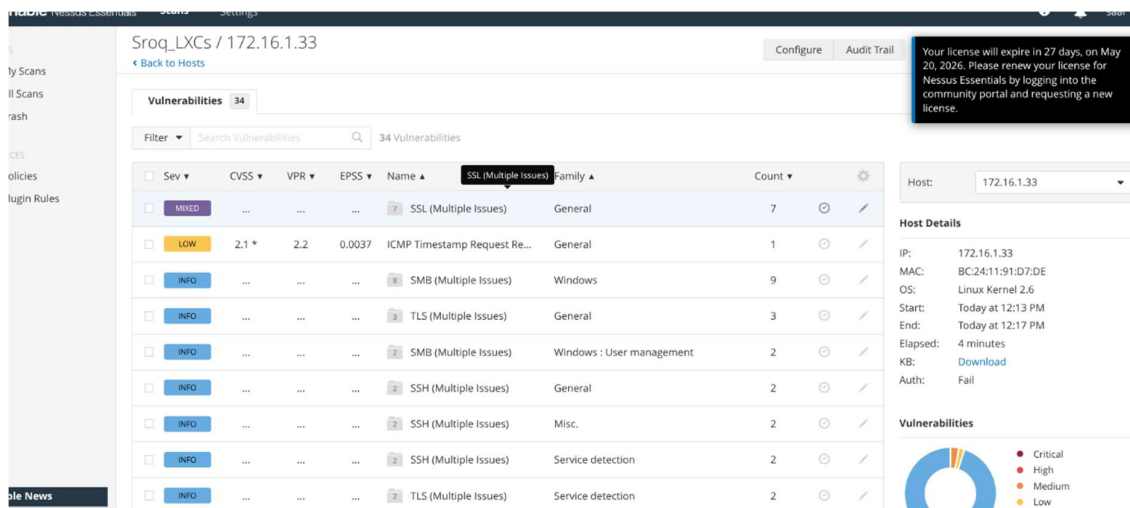 Nessus Essentials Scans Settings
Sroq_LXCs / 172.16.1.33
Configure Audit Trail
Back to Hosts
Your license will expire in 27 days, on May
20, 2026. Please renew your license for
Nessus Essentials by logging into the
community portal and requesting a new
license.
Vulnerabilities 34
Filter Search Vulnerabilities 34 Vulnerabilities
Sev CVSS VPR EPSS Name Family Count
SSL (Multiple Issues)
MIXED ... ... ... 7 SSL (Multiple Issues) General 7
LOW 2.1 * 2.2 0.0037 ICMP Timestamp Request Re... General 1
INFO ... ... ... 8 SMB (Multiple Issues) Windows 9
INFO ... ... ... 3 TLS (Multiple Issues) General 3
INFO ... ... ... 2 SMB (Multiple Issues) Windows : User management 2
INFO ... ... ... 2 SSH (Multiple Issues) General 2
INFO ... ... ... 2 SSH (Multiple Issues) Misc. 2
INFO ... ... ... 2 SSH (Multiple Issues) Service detection 2
INFO ... ... ... 2 TLS (Multiple Issues) Service detection 2
Host: 172.16.1.33
Host Details
IP: 172.16.1.33
MAC: BC:24:11:91:D7:DE
OS: Linux Kernel 2.6
Start: Today at 12:13 PM
End: Today at 12:17 PM
Elapsed: 4 minutes
KB: Download
Auth: Fail
Vulnerabilities
Critical
High
Medium
Low
My Scans
ll Scans
rash
olicies
lugin Rules
ble News